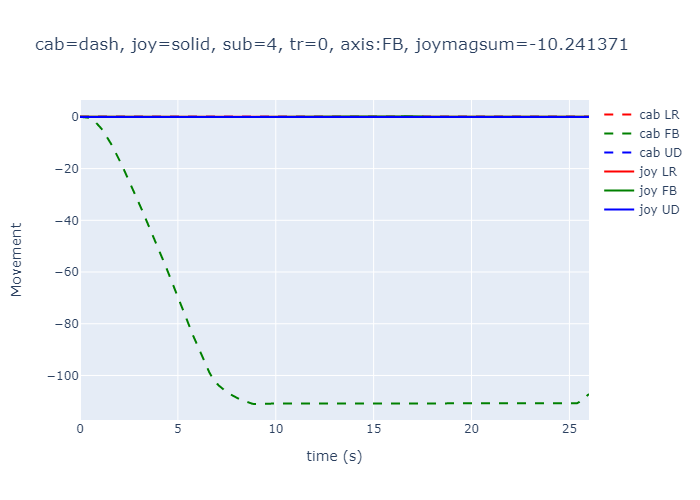 cab=dash, joy=solid, sub=4, tr=0, axis:FB, joymagsum=-10.241371
cab LR
cab FB
cab UD
joy LR
joy FB
joy UD
0
−20
−40
−60
−80
−100
Movement
0 5 10 15 20 25
time (s)